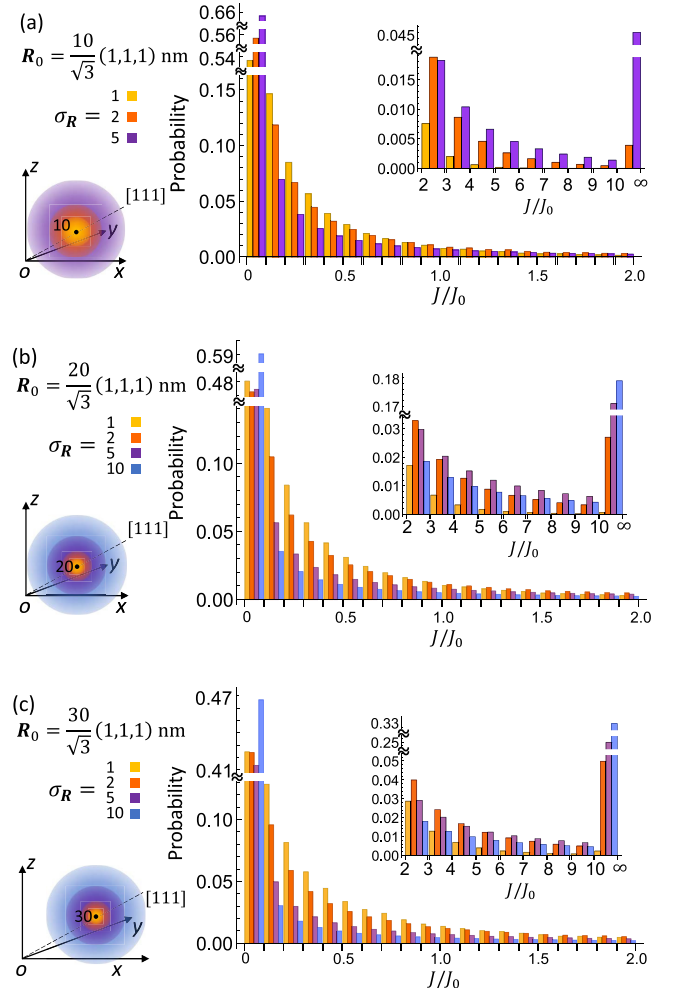 (a)
R₀ = 10/√3 (1,1,1) nm
σ_R = 1 2 5
z
[111]
10
y
o
x
Probability
0.66
0.56
0.54
0.15
0.10
0.05
0.00
0 0.5 1.0 1.5 2.0
J/J₀
0.045
0.015
0.010
0.005
0.000
2 3 4 5 6 7 8 9 10 ∞
J/J₀
(b)
R₀ = 20/√3 (1,1,1) nm
σ_R = 1 2 5 10
z
[111]
20
y
o
x
Probability
0.59
0.48
0.10
0.05
0.00
0 0.5 1.0 1.5 2.0
J/J₀
0.18
0.17
0.03
0.02
0.01
0.00
2 3 4 5 6 7 8 9 10 ∞
J/J₀
(c)
R₀ = 30/√3 (1,1,1) nm
σ_R = 1 2 5 10
z
[111]
30
y
o
x
Probability
0.47
0.41
0.10
0.05
0.00
0 0.5 1.0 1.5 2.0
J/J₀
0.33
0.25
0.05
0.04
0.03
0.02
0.01
0.00
2 3 4 5 6 7 8 9 10 ∞
J/J₀